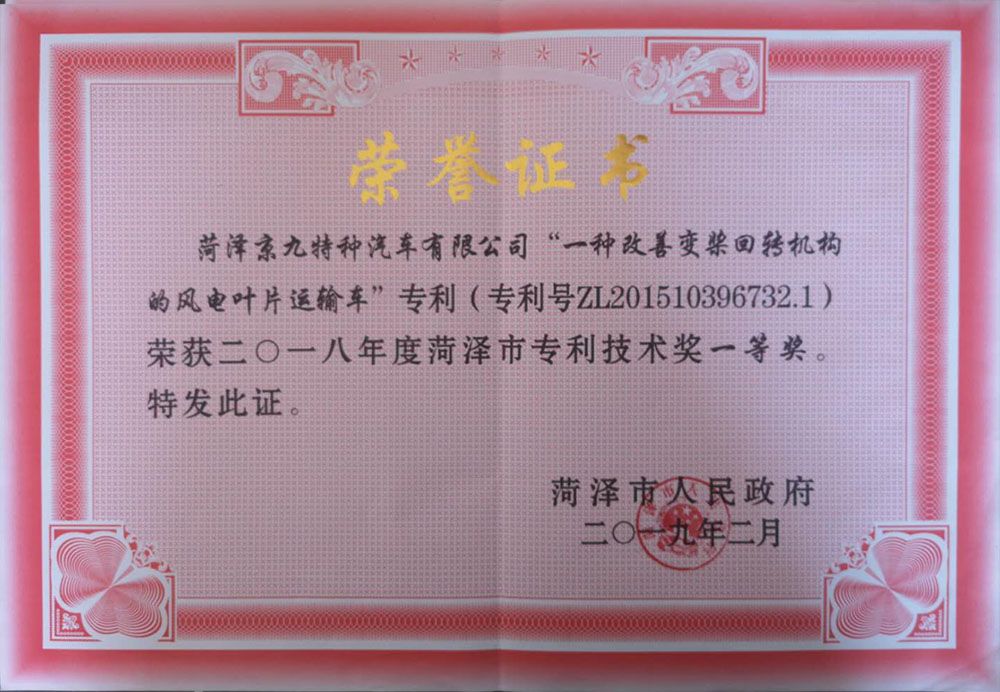 荣誉证书
菏泽京九特种汽车有限公司“一种改善变桨回转机构
的风电叶片运输车”专利（专利号ZL201510396732.1）
荣获二〇一八年度菏泽市专利技术奖一等奖。
特发此证。
菏泽市人民政府
二〇一九年二月